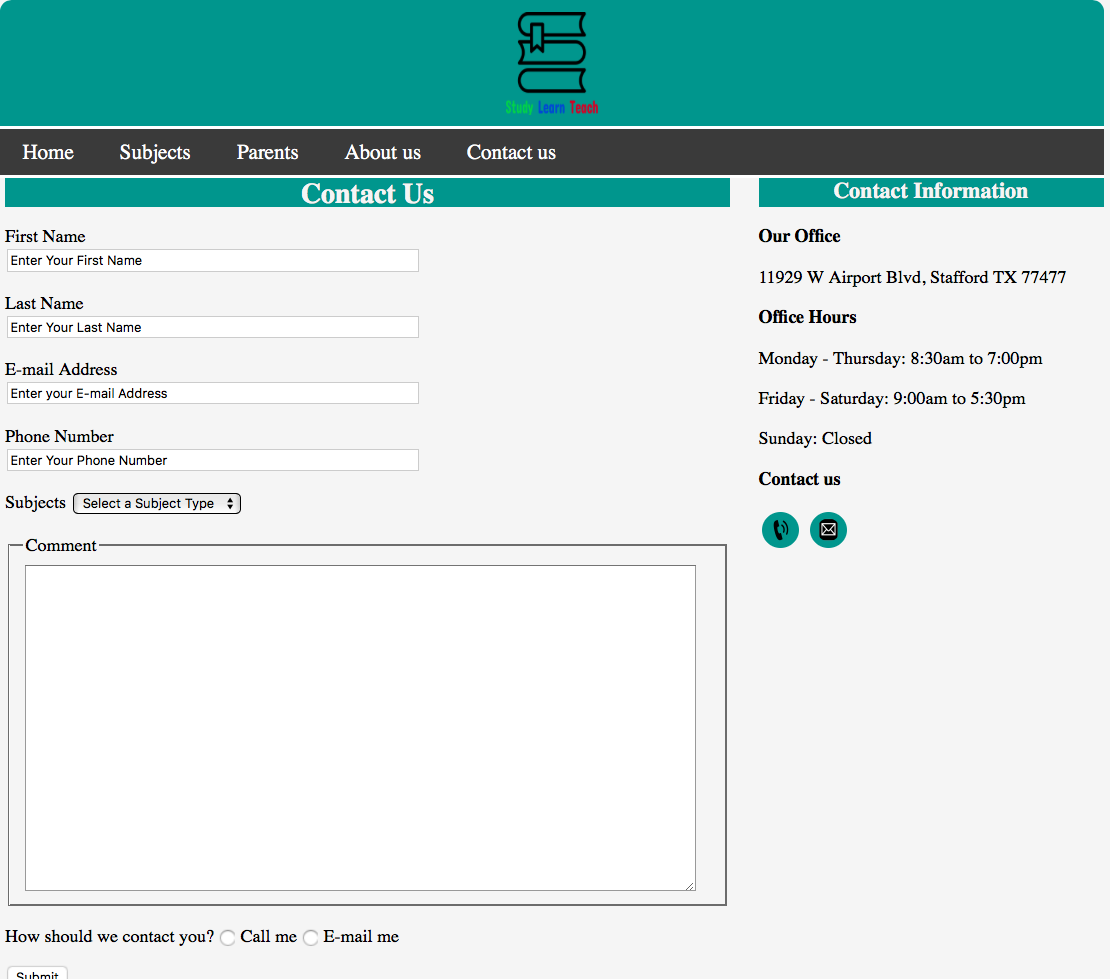 Study Learn Teach
Home Subjects Parents About us Contact us
Contact Us
First Name
Enter Your First Name
Last Name
Enter Your Last Name
E-mail Address
Enter your E-mail Address
Phone Number
Enter Your Phone Number
Subjects Select a Subject Type
Comment
How should we contact you? Call me E-mail me
Submit
Contact Information
Our Office
11929 W Airport Blvd, Stafford TX 77477
Office Hours
Monday - Thursday: 8:30am to 7:00pm
Friday - Saturday: 9:00am to 5:30pm
Sunday: Closed
Contact us